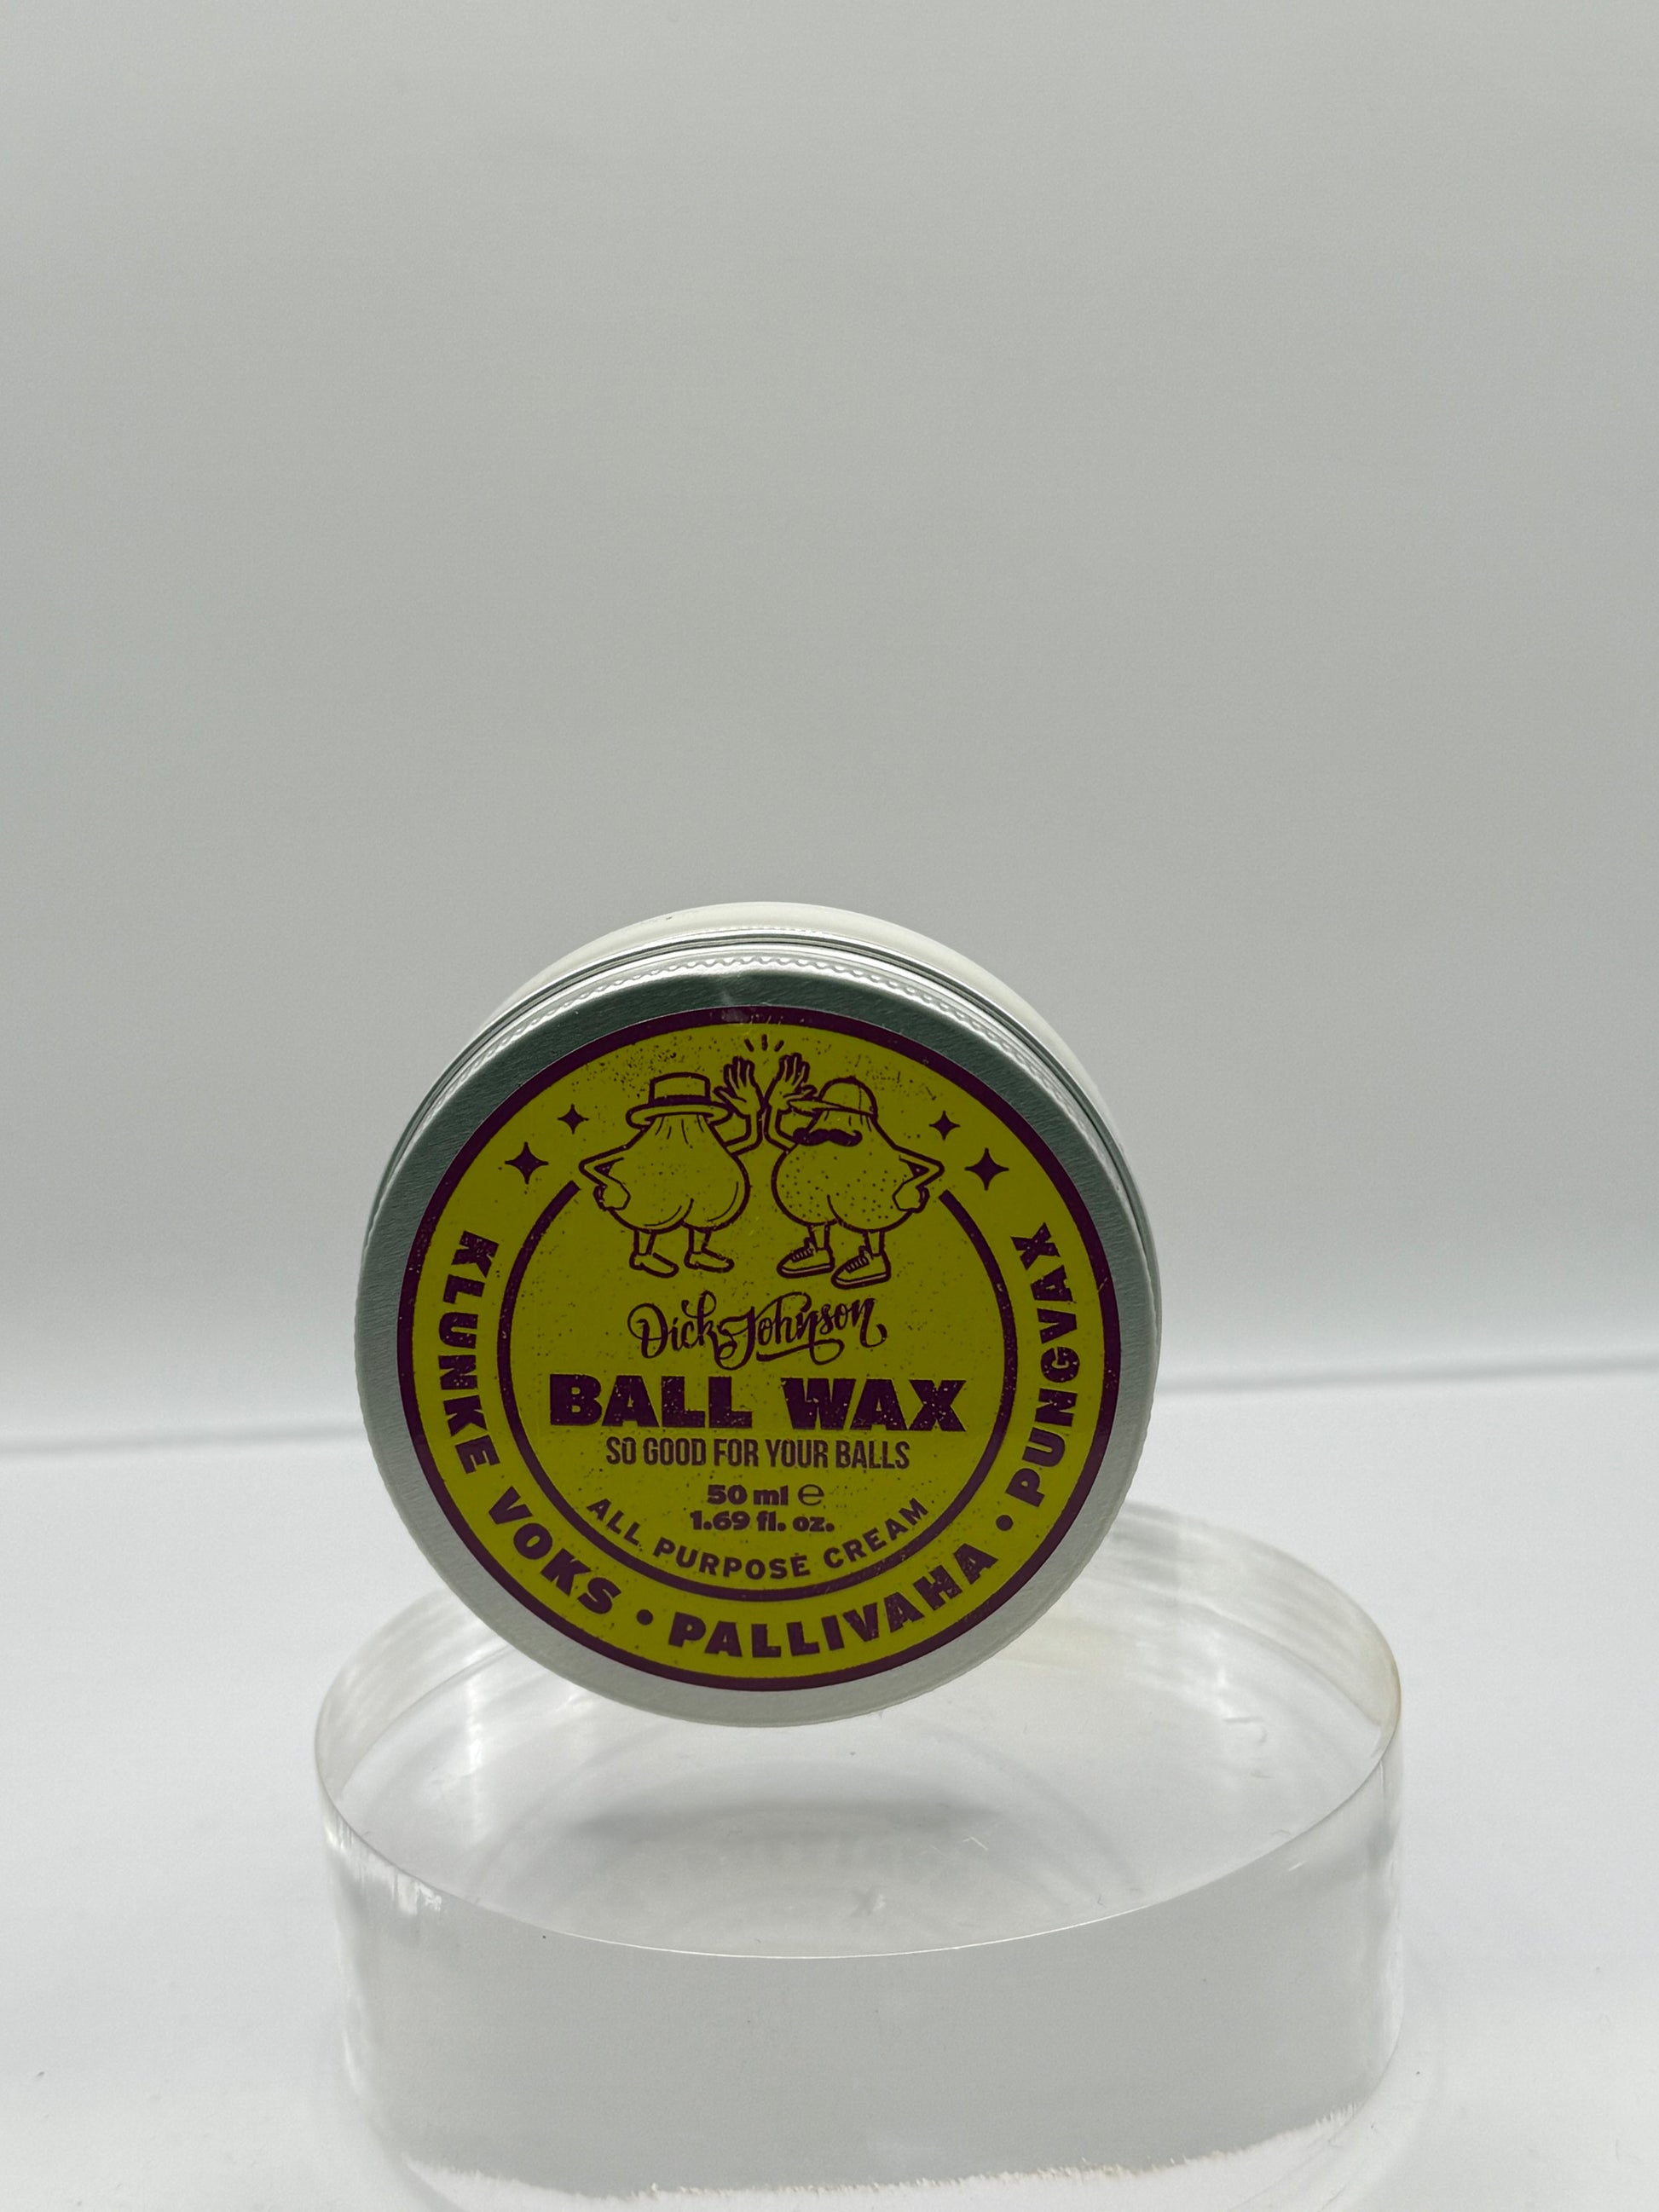 Dick Johnson
BALL WAX
SO GOOD FOR YOUR BALLS
50 ml ℮
1.69 fl. oz.
ALL PURPOSE CREAM
KLUNKE VOKS • PALLIVAHA • PUNGVAX